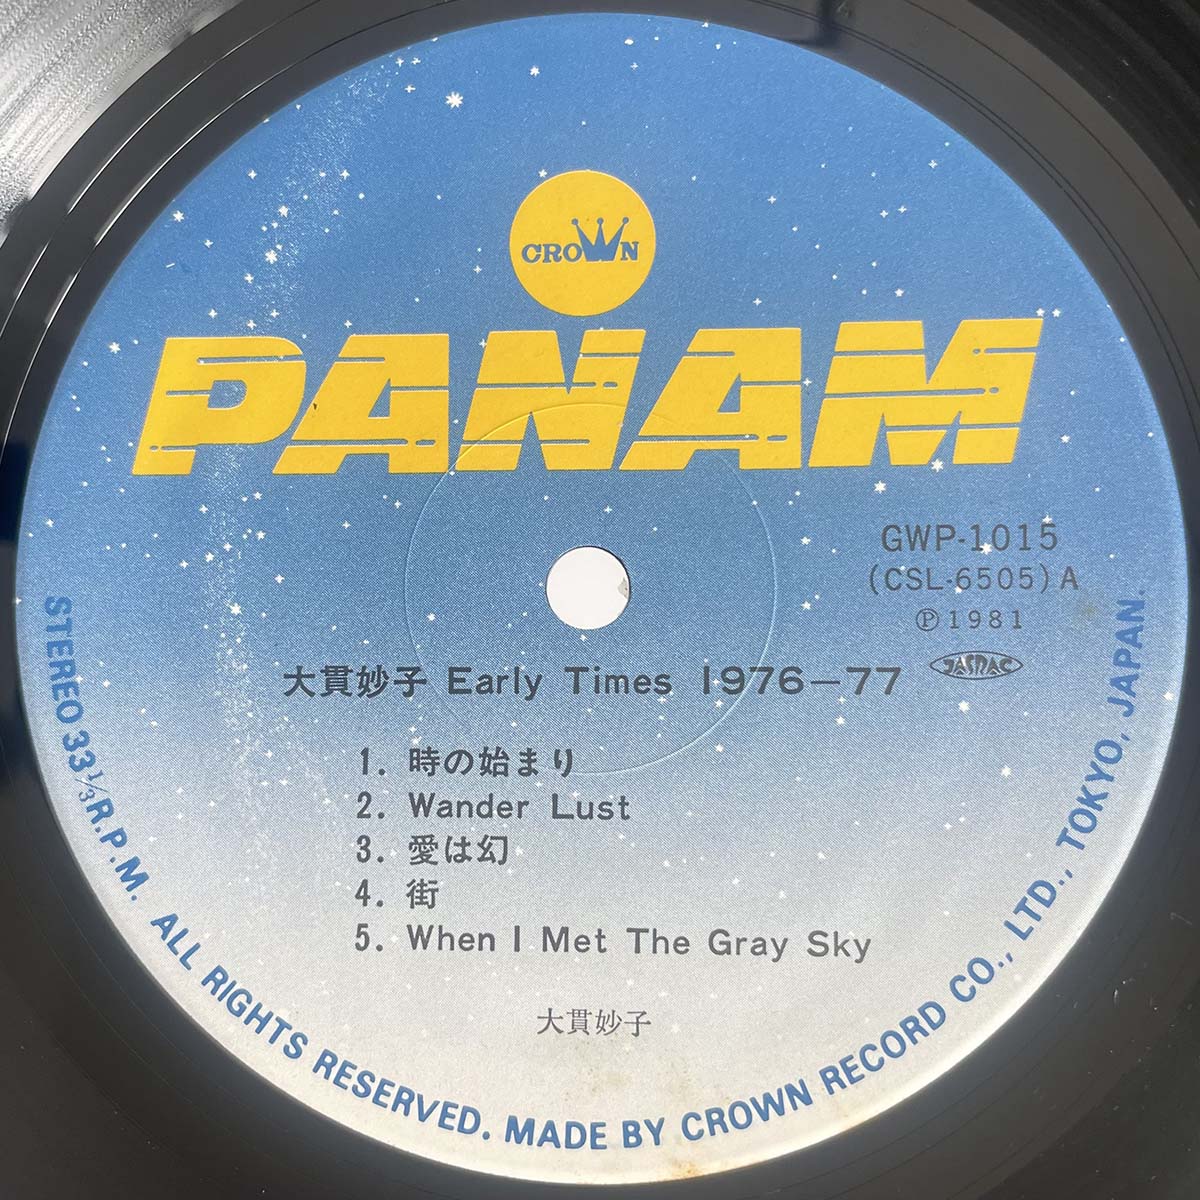 CROWN
PANAM
GWP-1015
(CSL-6505) A
Ⓟ1981
JASRAC
大貫妙子 Early Times 1976—77
1. 時の始まり
2. Wander Lust
3. 愛は幻
4. 街
5. When I Met The Gray Sky
大貫妙子
STEREO 33⅓R.P.M. ALL RIGHTS RESERVED. MADE BY CROWN RECORD CO., LTD., TOKYO, JAPAN.